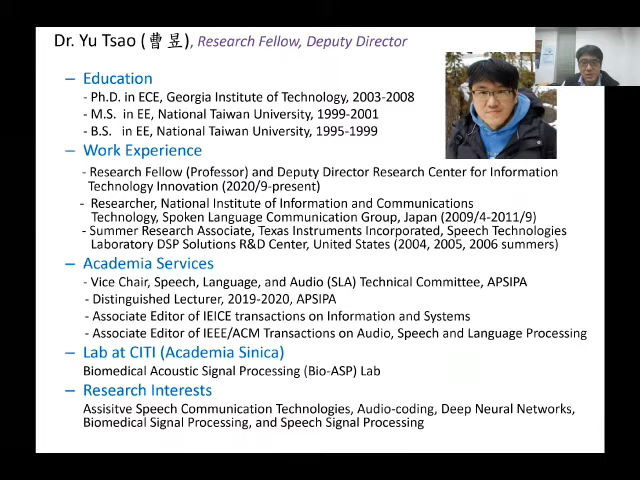 Dr. Yu Tsao (曹 昱), Research Fellow, Deputy Director
– Education
- Ph.D. in ECE, Georgia Institute of Technology, 2003-2008
- M.S. in EE, National Taiwan University, 1999-2001
- B.S. in EE, National Taiwan University, 1995-1999
– Work Experience
- Research Fellow (Professor) and Deputy Director Research Center for Information
Technology Innovation (2020/9-present)
- Researcher, National Institute of Information and Communications
Technology, Spoken Language Communication Group, Japan (2009/4-2011/9)
- Summer Research Associate, Texas Instruments Incorporated, Speech Technologies
Laboratory DSP Solutions R&D Center, United States (2004, 2005, 2006 summers)
– Academia Services
- Vice Chair, Speech, Language, and Audio (SLA) Technical Committee, APSIPA
- Distinguished Lecturer, 2019-2020, APSIPA
- Associate Editor of IEICE transactions on Information and Systems
- Associate Editor of IEEE/ACM Transactions on Audio, Speech and Language Processing
– Lab at CITI (Academia Sinica)
Biomedical Acoustic Signal Processing (Bio-ASP) Lab
– Research Interests
Assisitve Speech Communication Technologies, Audio-coding, Deep Neural Networks,
Biomedical Signal Processing, and Speech Signal Processing